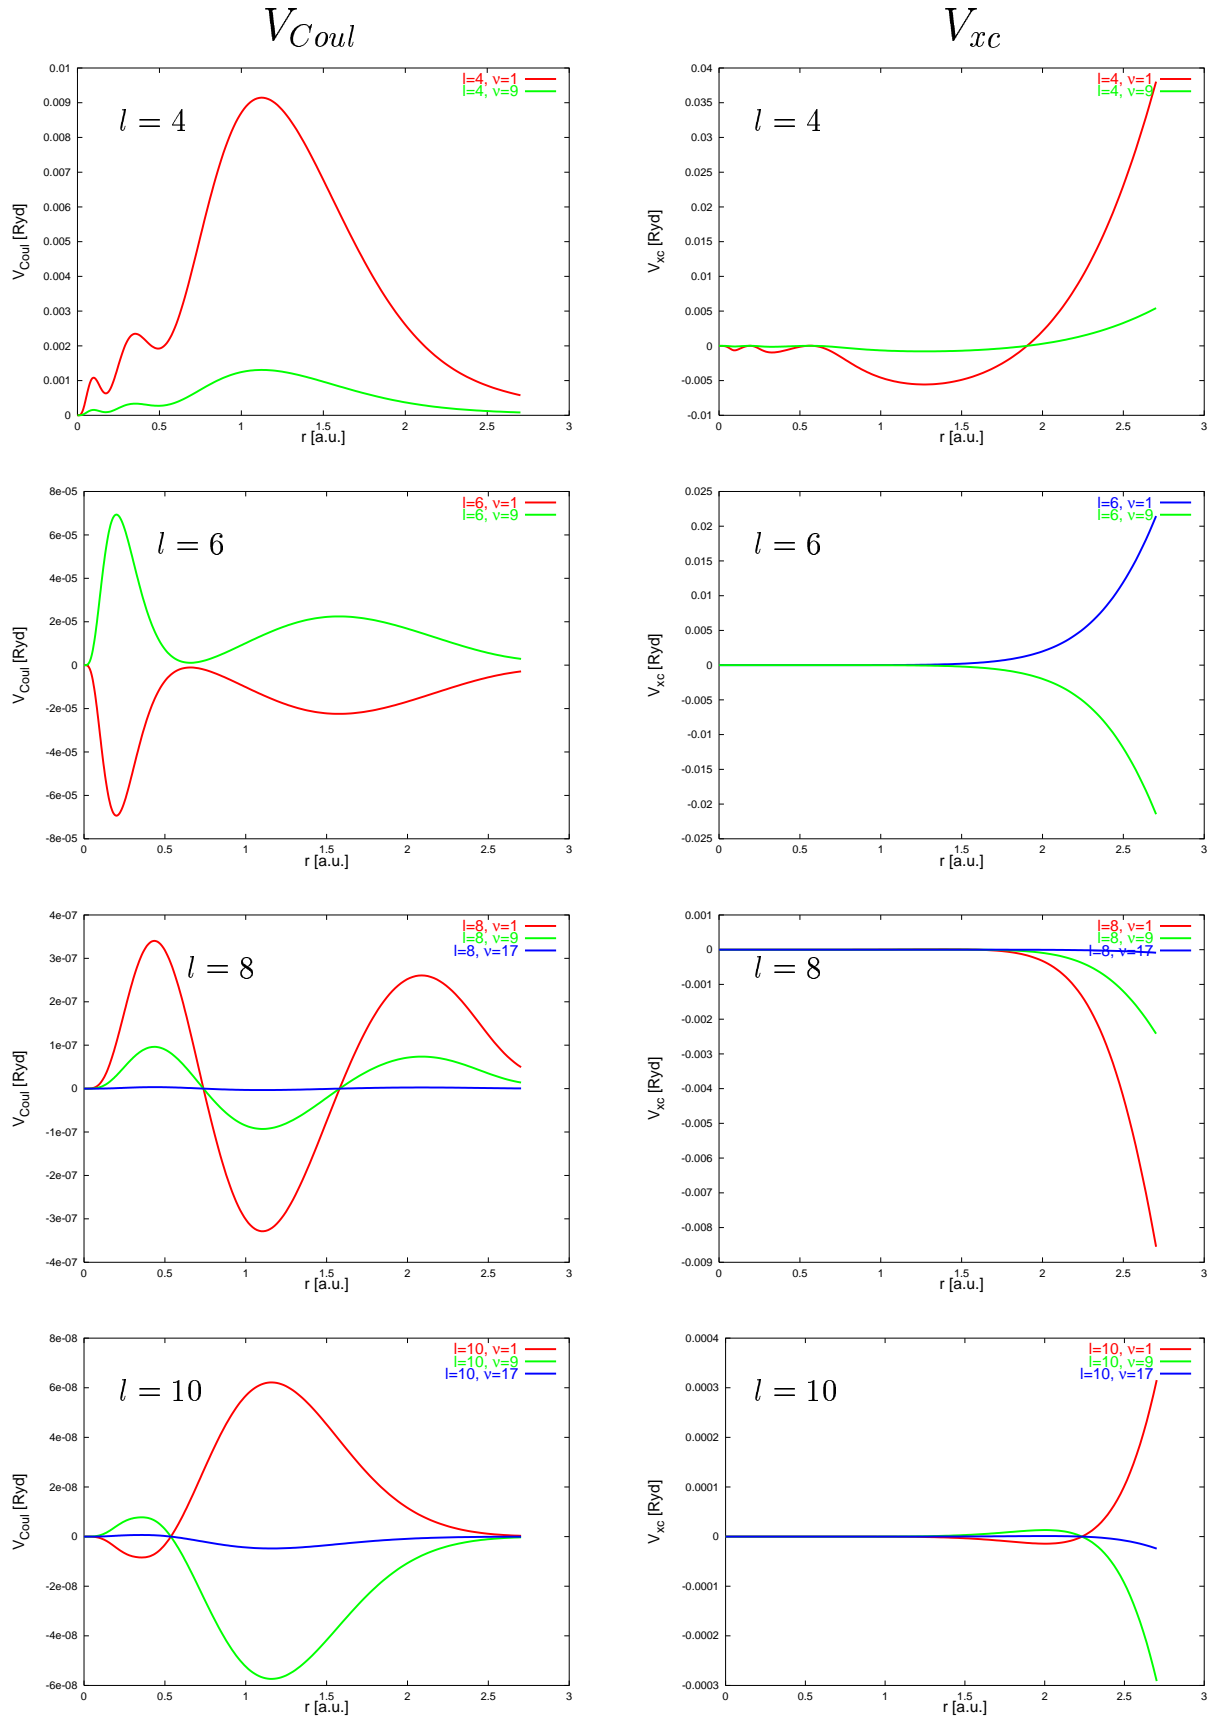 V_Coul
V_xc
l=4, ν=1
l=4, ν=9
l = 4
V_Coul [Ryd]
0.01
0.009
0.008
0.007
0.006
0.005
0.004
0.003
0.002
0.001
0
0 0.5 1 1.5 2 2.5 3
r [a.u.]
l=4, ν=1
l=4, ν=9
l = 4
V_xc [Ryd]
0.04
0.035
0.03
0.025
0.02
0.015
0.01
0.005
0
-0.005
-0.01
0 0.5 1 1.5 2 2.5 3
r [a.u.]
l=6, ν=1
l=6, ν=9
l = 6
V_Coul [Ryd]
8e-05
6e-05
4e-05
2e-05
0
-2e-05
-4e-05
-6e-05
-8e-05
0 0.5 1 1.5 2 2.5 3
r [a.u.]
l=6, ν=1
l=6, ν=9
l = 6
V_xc [Ryd]
0.025
0.02
0.015
0.01
0.005
0
-0.005
-0.01
-0.015
-0.02
-0.025
0 0.5 1 1.5 2 2.5 3
r [a.u.]
l=8, ν=1
l=8, ν=9
l=8, ν=17
l = 8
V_Coul [Ryd]
4e-07
3e-07
2e-07
1e-07
0
-1e-07
-2e-07
-3e-07
-4e-07
0 0.5 1 1.5 2 2.5 3
r [a.u.]
l=8, ν=1
l=8, ν=9
l=8, ν=17
l = 8
V_xc [Ryd]
0.001
0
-0.001
-0.002
-0.003
-0.004
-0.005
-0.006
-0.007
-0.008
-0.009
0 0.5 1 1.5 2 2.5 3
r [a.u.]
l=10, ν=1
l=10, ν=9
l=10, ν=17
l = 10
V_Coul [Ryd]
8e-08
6e-08
4e-08
2e-08
0
-2e-08
-4e-08
-6e-08
0 0.5 1 1.5 2 2.5 3
r [a.u.]
l=10, ν=1
l=10, ν=9
l=10, ν=17
l = 10
V_xc [Ryd]
0.0004
0.0003
0.0002
0.0001
0
-0.0001
-0.0002
-0.0003
0 0.5 1 1.5 2 2.5 3
r [a.u.]